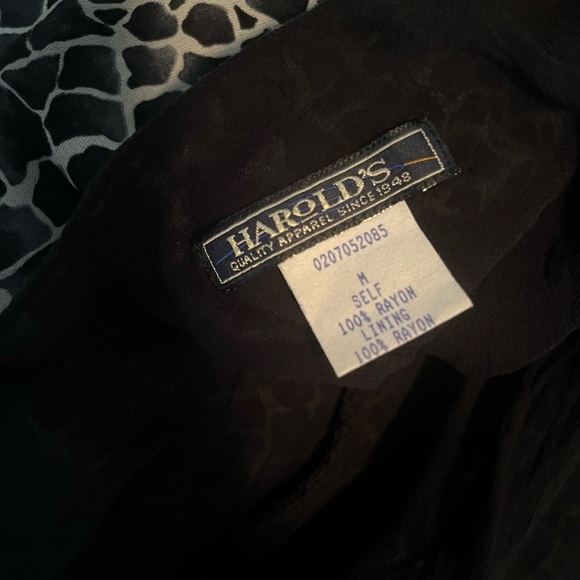 HAROLD'S
QUALITY APPAREL SINCE 1948
0207052085
M
SELF
100% RAYON
LINING
100% RAYON